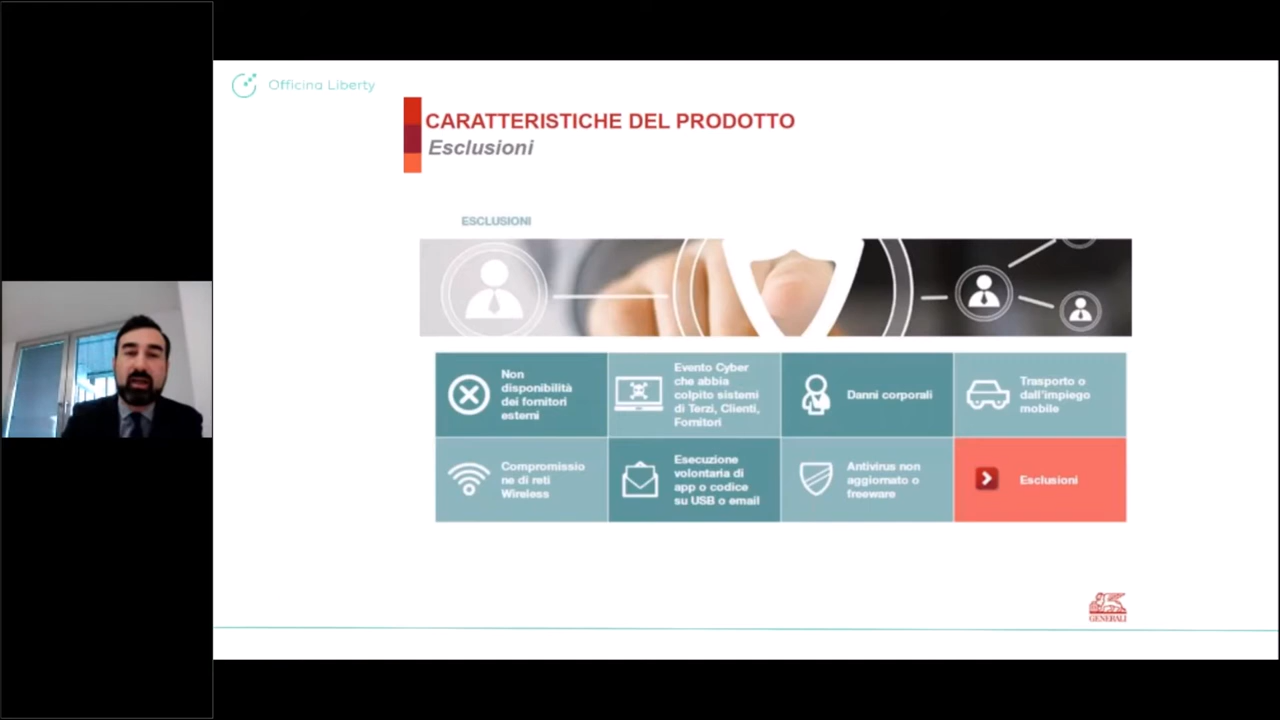 Officina Liberty
CARATTERISTICHE DEL PRODOTTO
Esclusioni
ESCLUSIONI
Non
disponibilità
dei fornitori
esterni
Evento Cyber
che abbia
colpito sistemi
di Terzi, Clienti,
Fornitori
Danni corporali
Trasporto o
dall'impiego
mobile
Compromissio
ne di reti
Wireless
Esecuzione
volontaria di
app o codice
su USB o email
Antivirus non
aggiornato o
freeware
Esclusioni
GENERALI